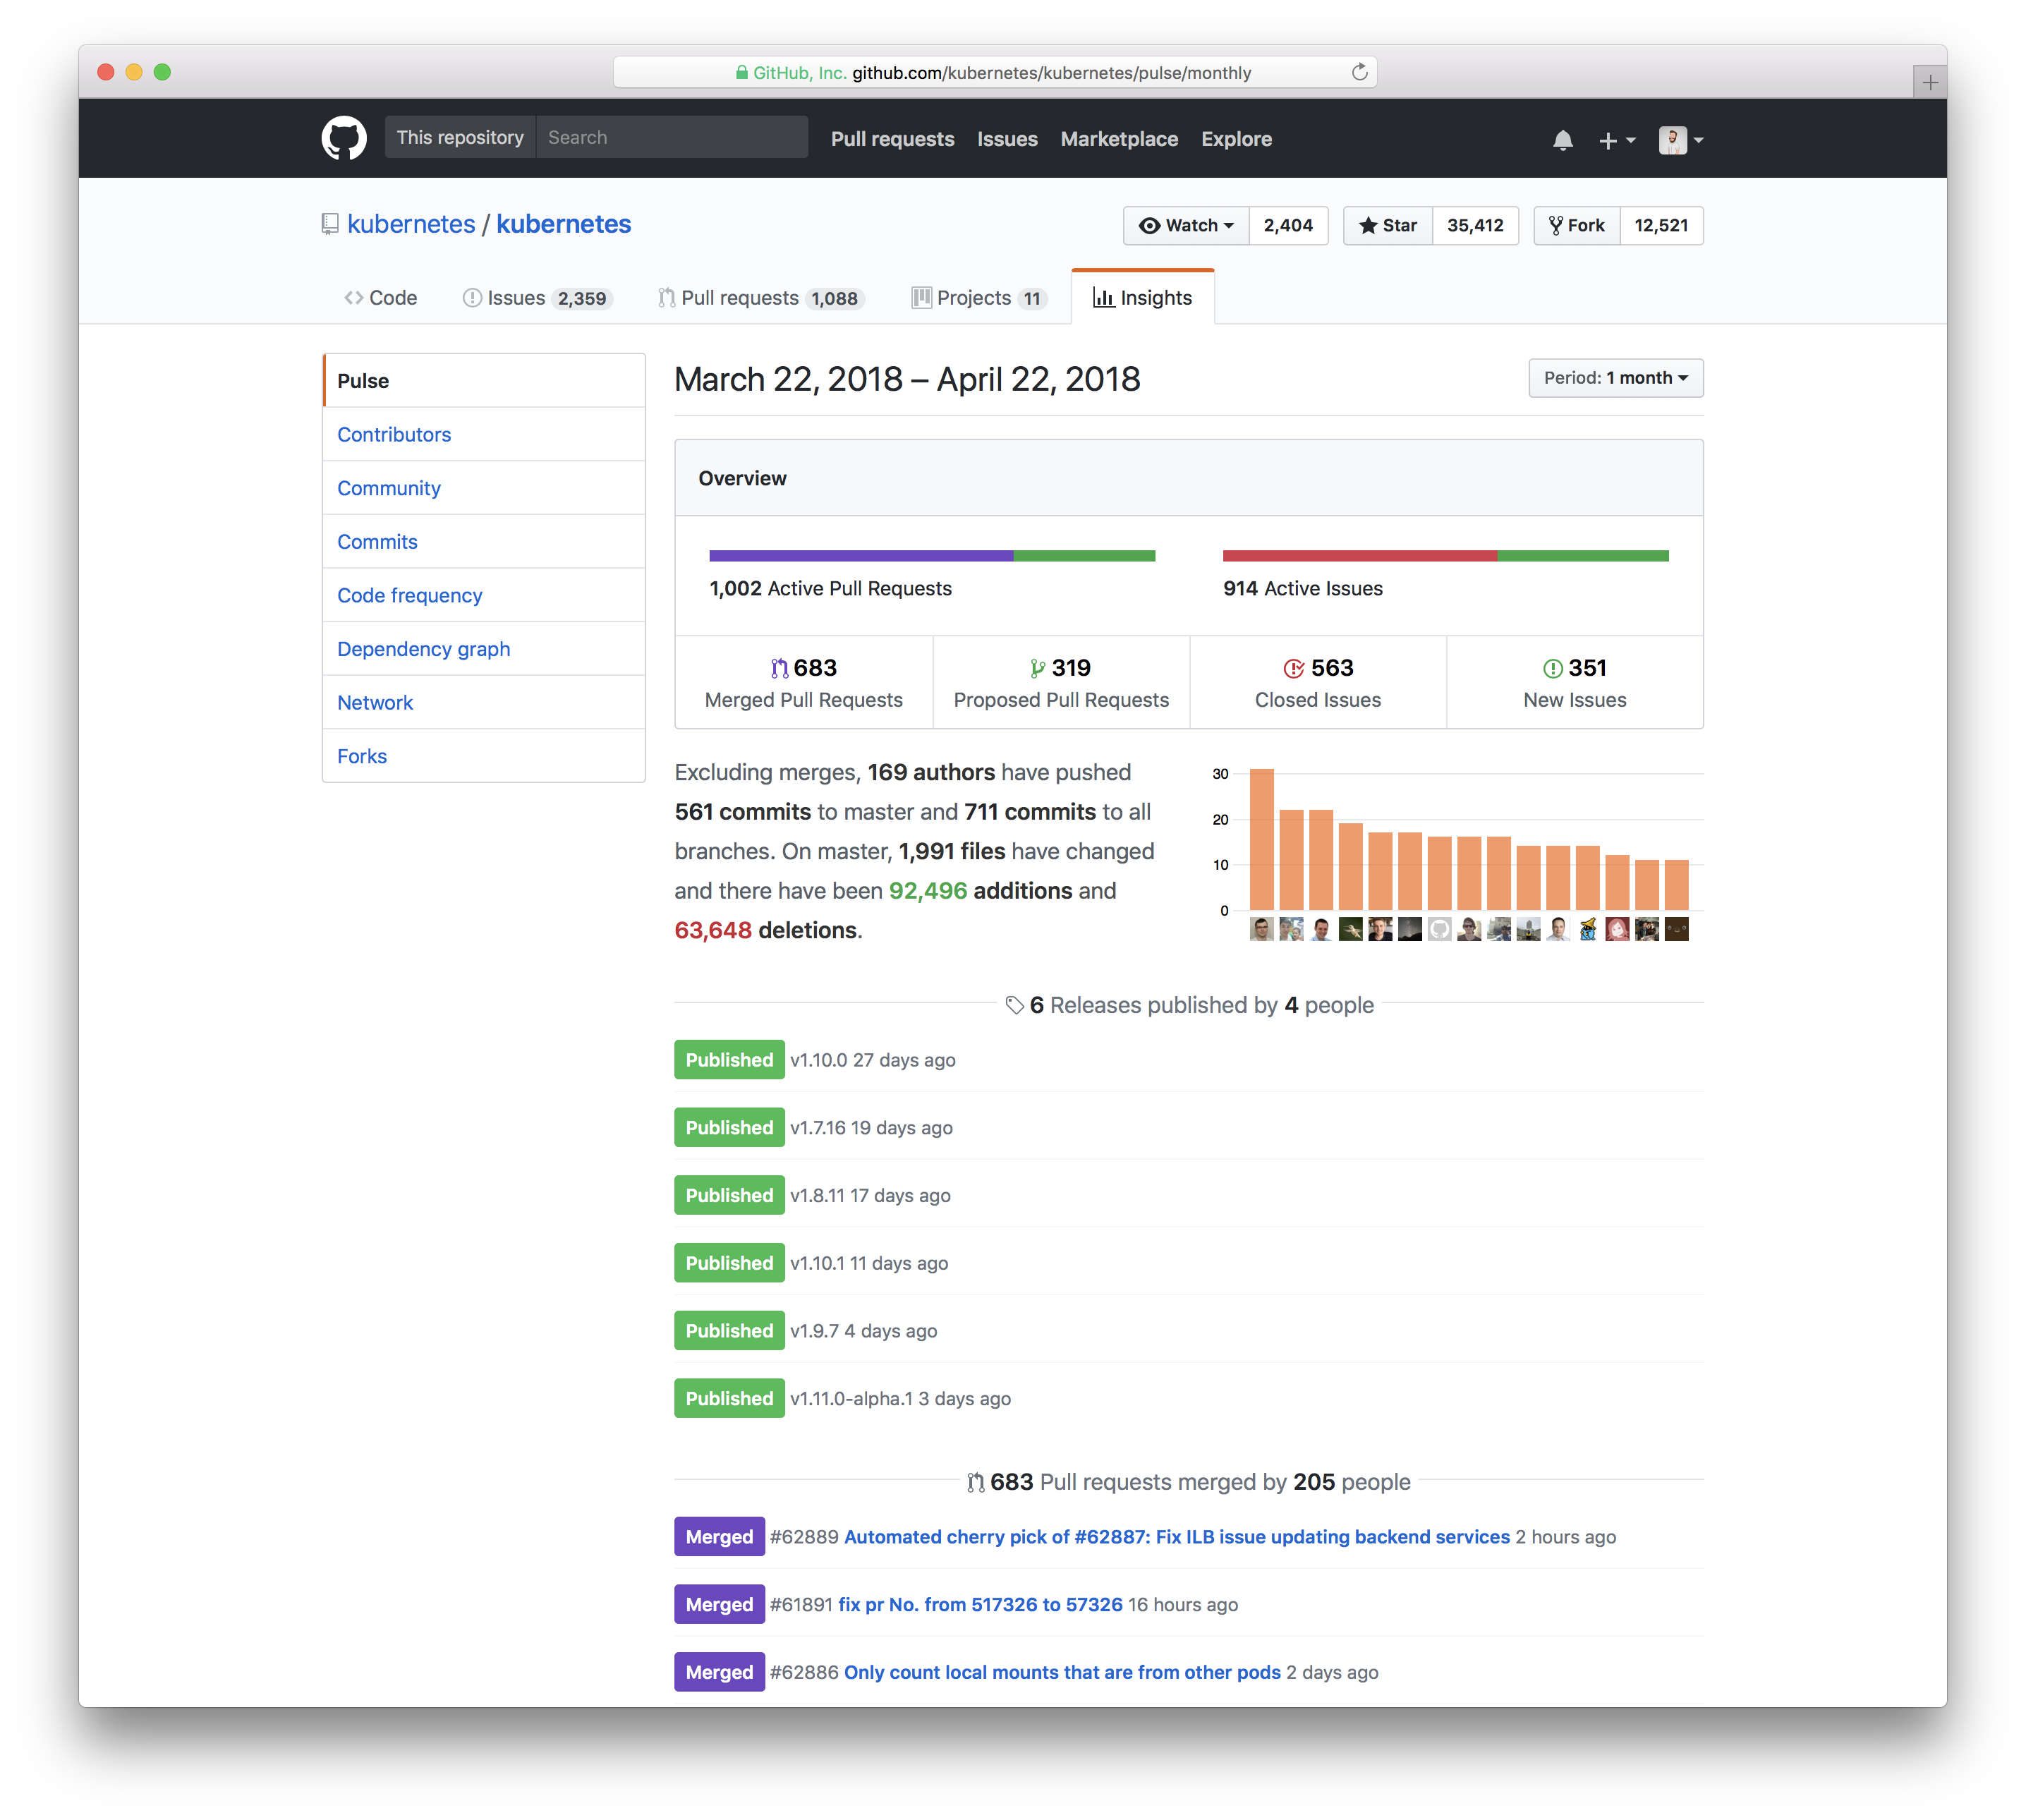 GitHub, Inc. github.com/kubernetes/kubernetes/pulse/monthly
This repository Search Pull requests Issues Marketplace Explore
kubernetes / kubernetes
Watch 2,404 Star 35,412 Fork 12,521
Code Issues 2,359 Pull requests 1,088 Projects 11 Insights
Pulse
Contributors
Community
Commits
Code frequency
Dependency graph
Network
Forks
March 22, 2018 – April 22, 2018
Period: 1 month
Overview
1,002 Active Pull Requests
914 Active Issues
683
Merged Pull Requests
319
Proposed Pull Requests
563
Closed Issues
351
New Issues
Excluding merges, 169 authors have pushed
561 commits to master and 711 commits to all
branches. On master, 1,991 files have changed
and there have been 92,496 additions and
63,648 deletions.
30
20
10
0
6 Releases published by 4 people
Published v1.10.0 27 days ago
Published v1.7.16 19 days ago
Published v1.8.11 17 days ago
Published v1.10.1 11 days ago
Published v1.9.7 4 days ago
Published v1.11.0-alpha.1 3 days ago
683 Pull requests merged by 205 people
Merged #62889 Automated cherry pick of #62887: Fix ILB issue updating backend services 2 hours ago
Merged #61891 fix pr No. from 517326 to 57326 16 hours ago
Merged #62886 Only count local mounts that are from other pods 2 days ago